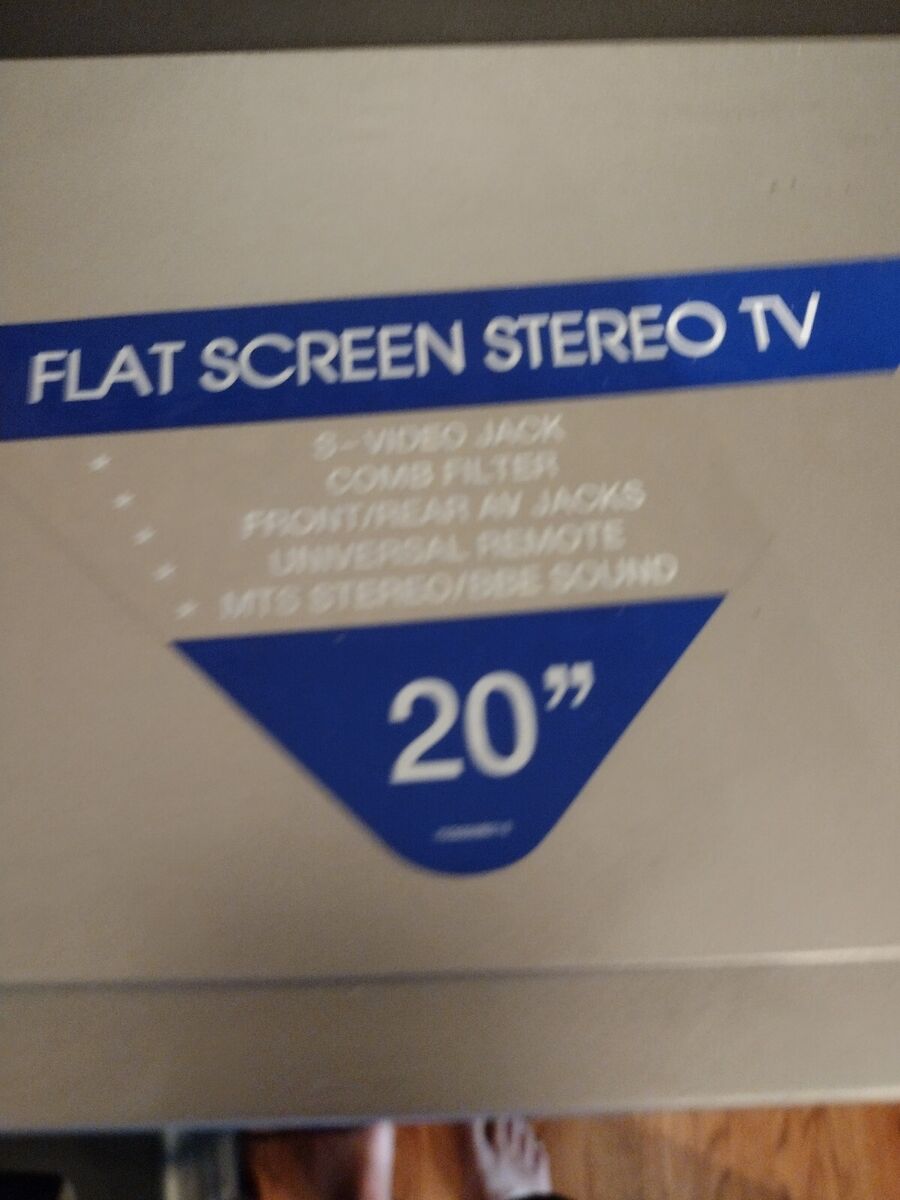 FLAT SCREEN STEREO TV
S-VIDEO JACK
COMB FILTER
FRONT/REAR AV JACKS
UNIVERSAL REMOTE
MTS STEREO/BBE SOUND
20”